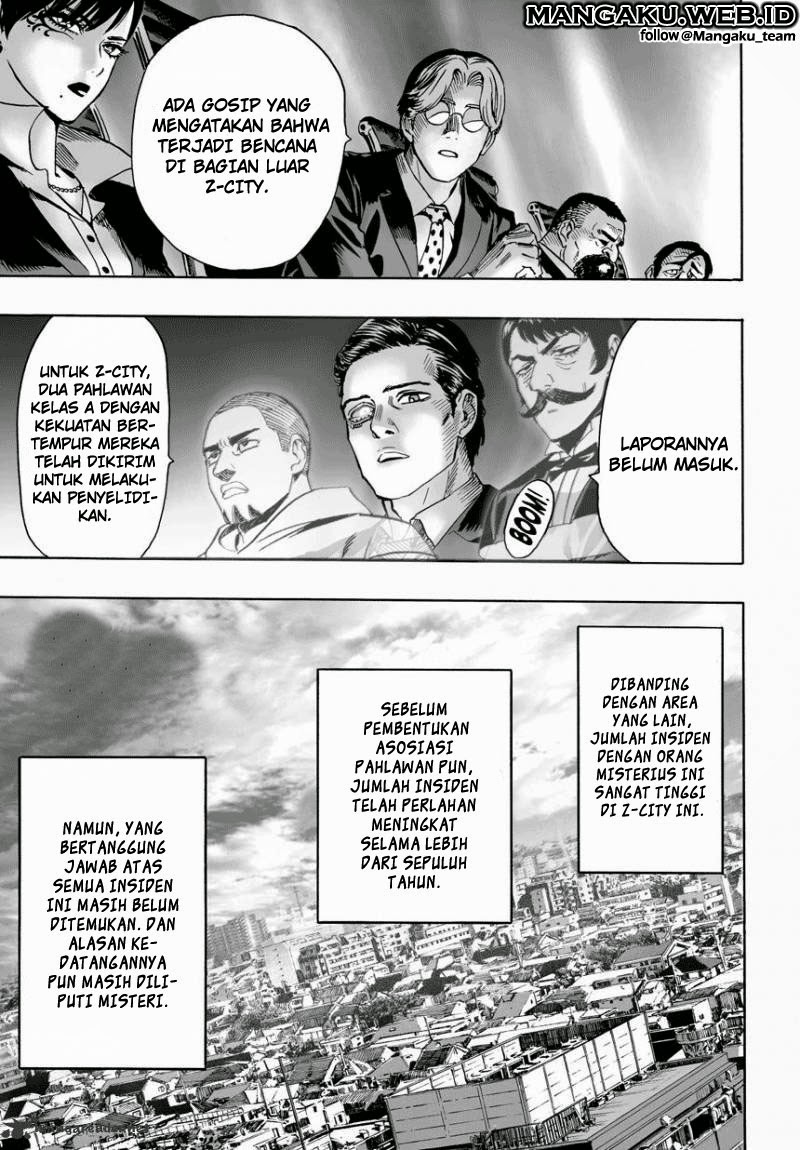 MANGAKU.WEB.ID
follow @Mangaku_team
ADA GOSIP YANG
MENGATAKAN BAHWA
TERJADI BENCANA
DI BAGIAN LUAR
Z-CITY.
LAPORANNYA
BELUM MASUK.
BOOM!
UNTUK Z-CITY,
DUA PAHLAWAN
KELAS A DENGAN
KEKUATAN BER-
TEMPUR MEREKA
TELAH DIKIRIM
UNTUK MELAKU-
KAN PENYELIDI-
KAN.
DIBANDING
DENGAN AREA
YANG LAIN,
JUMLAH INSIDEN
DENGAN ORANG
MISTERIUS INI
SANGAT TINGGI
DI Z-CITY INI.
SEBELUM
PEMBENTUKAN
ASOSIASI
PAHLAWAN PUN,
JUMLAH INSIDEN
TELAH PERLAHAN
MENINGKAT
SELAMA LEBIH
DARI SEPULUH
TAHUN.
NAMUN, YANG
BERTANGGUNG
JAWAB ATAS
SEMUA INSIDEN
INI MASIH BELUM
DITEMUKAN. DAN
ALASAN KE-
DATANGANNYA
PUN MASIH DILI-
PUTI MISTERI.